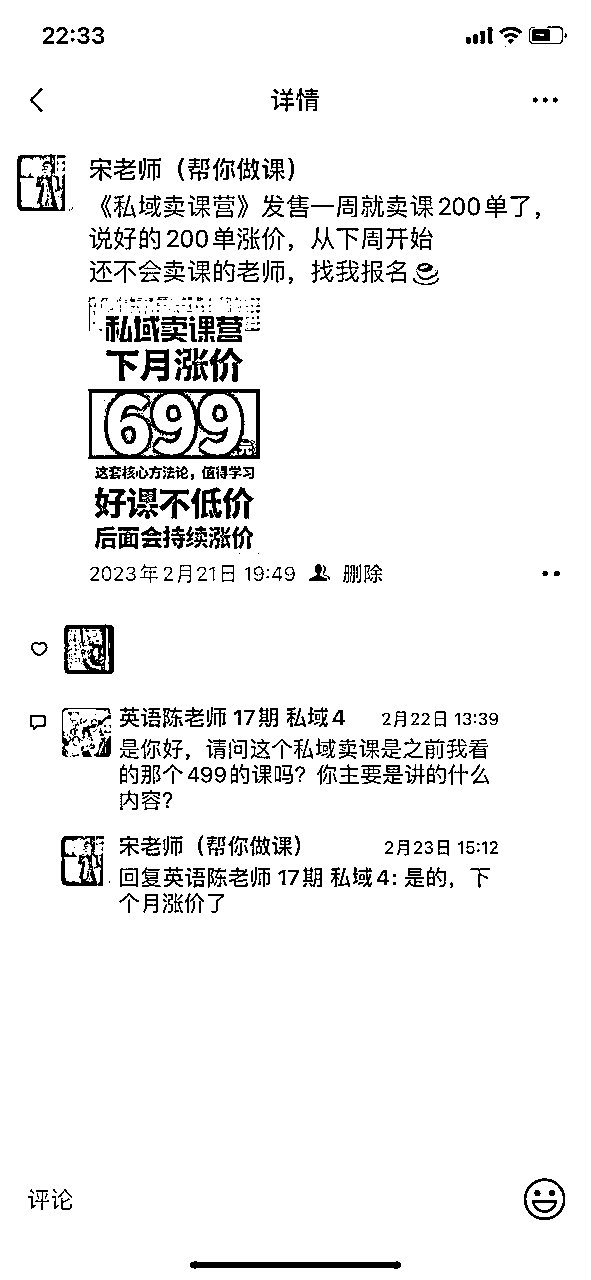 22:33
详情
宋老师（帮你做课）
《私域卖课营》发售一周就卖课200单了，
说好的200单涨价，从下周开始
还不会卖课的老师，找我报名
私域卖课营
下月涨价
699元
这套核心方法论，值得学习
好课不低价
后面会持续涨价
2023年2月21日 19:49 删除
英语陈老师 17期 私域4 2月22日 13:39
是你好，请问这个私域卖课是之前我看
的那个499的课吗？你主要是讲的什么
内容？
宋老师（帮你做课） 2月23日 15:12
回复英语陈老师 17期 私域4: 是的，下
个月涨价了
评论